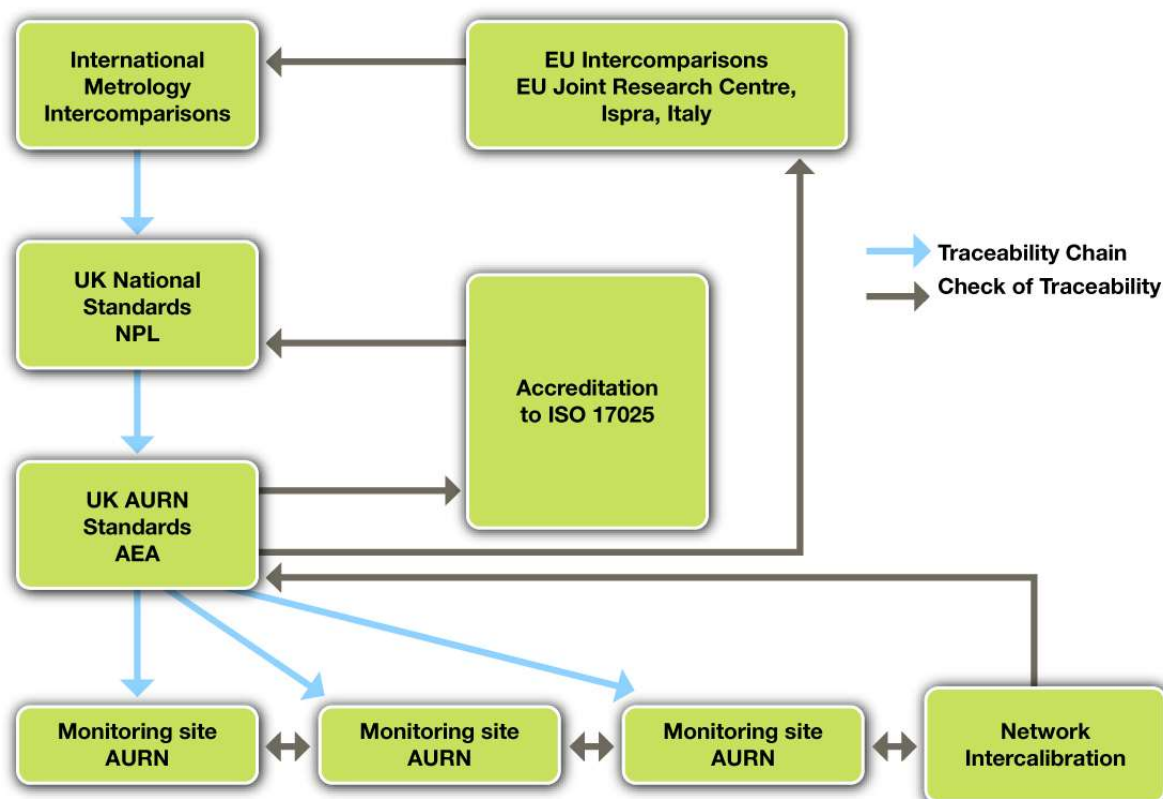 International
Metrology
Intercomparisons
EU Intercomparisons
EU Joint Research Centre,
Ispra, Italy
Traceability Chain
Check of Traceability
UK National
Standards
NPL
Accreditation
to ISO 17025
UK AURN
Standards
AEA
Monitoring site
AURN
Monitoring site
AURN
Monitoring site
AURN
Network
Intercalibration